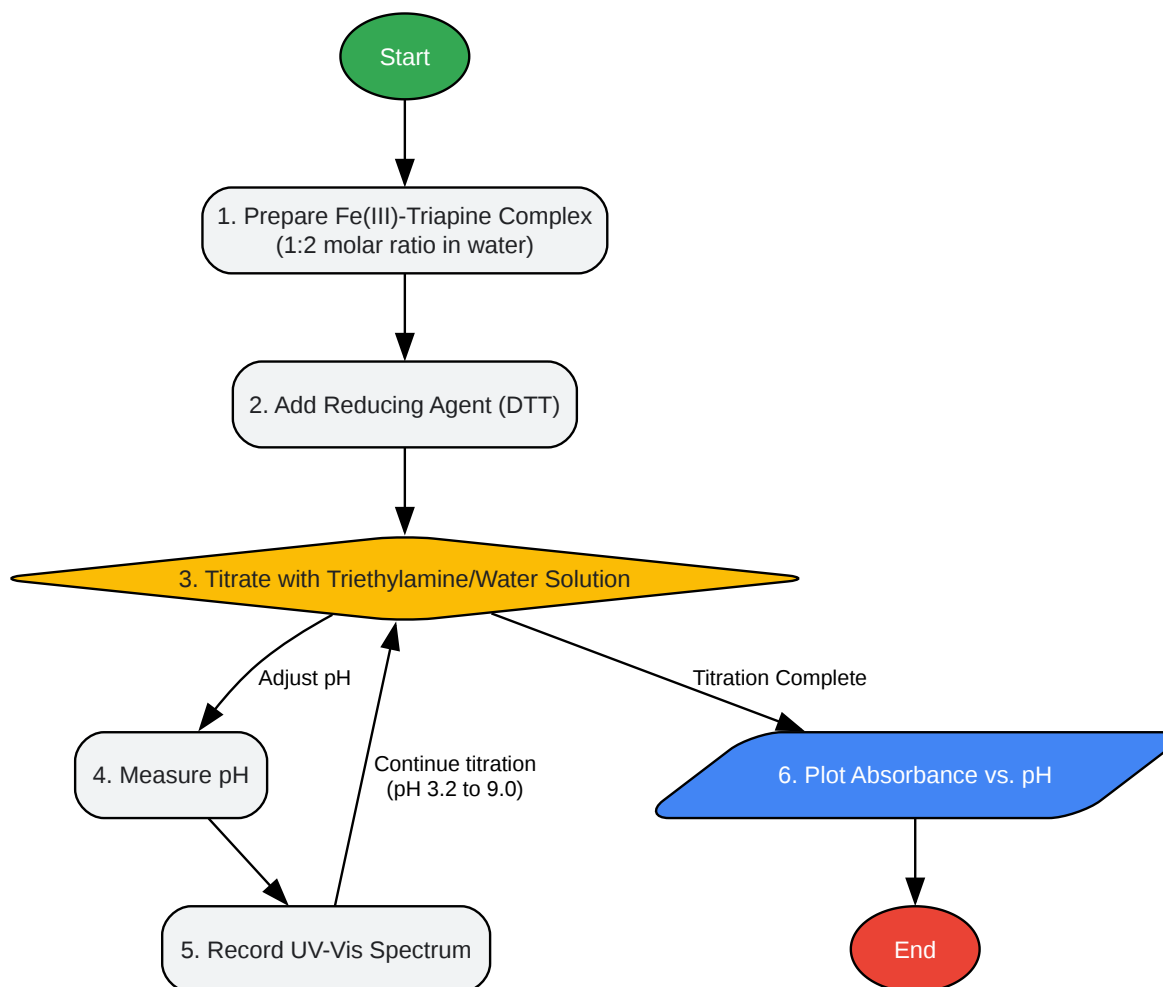 Start
1. Prepare Fe(III)-Triapine Complex
(1:2 molar ratio in water)
2. Add Reducing Agent (DTT)
3. Titrate with Triethylamine/Water Solution
Adjust pH
Titration Complete
Continue titration
(pH 3.2 to 9.0)
4. Measure pH
6. Plot Absorbance vs. pH
5. Record UV-Vis Spectrum
End